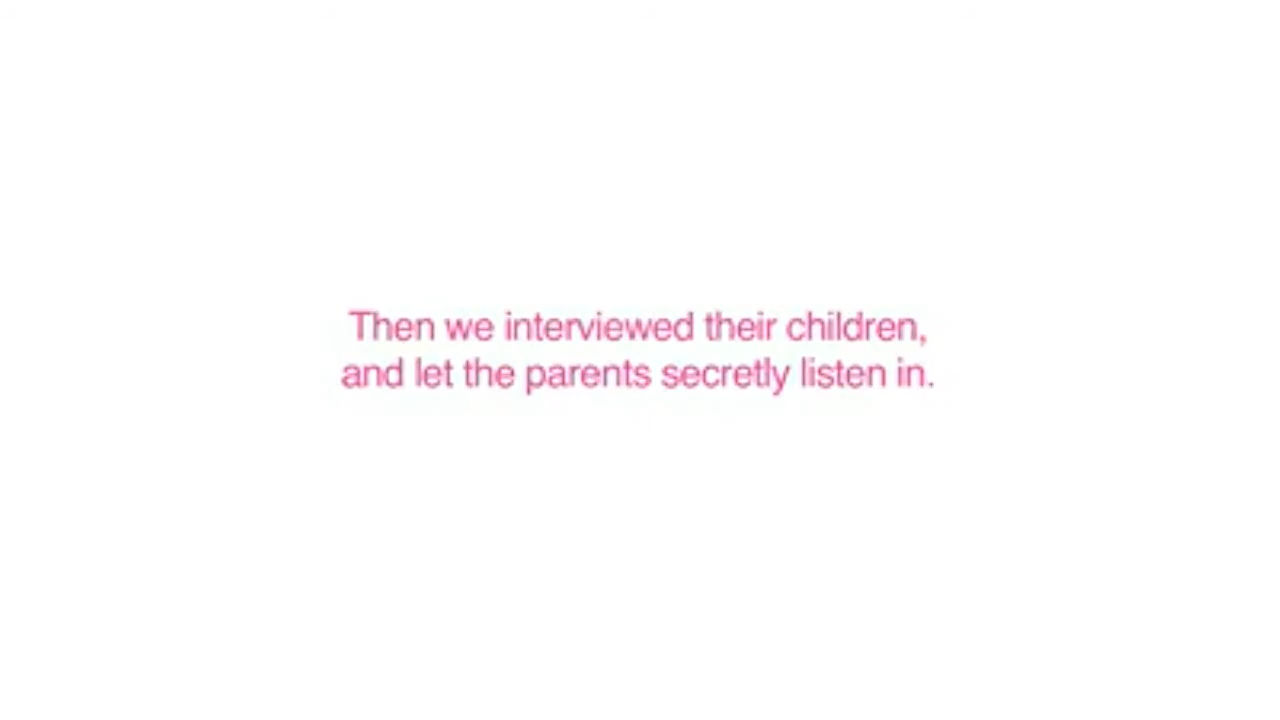 Then we interviewed their children,
and let the parents secretly listen in.